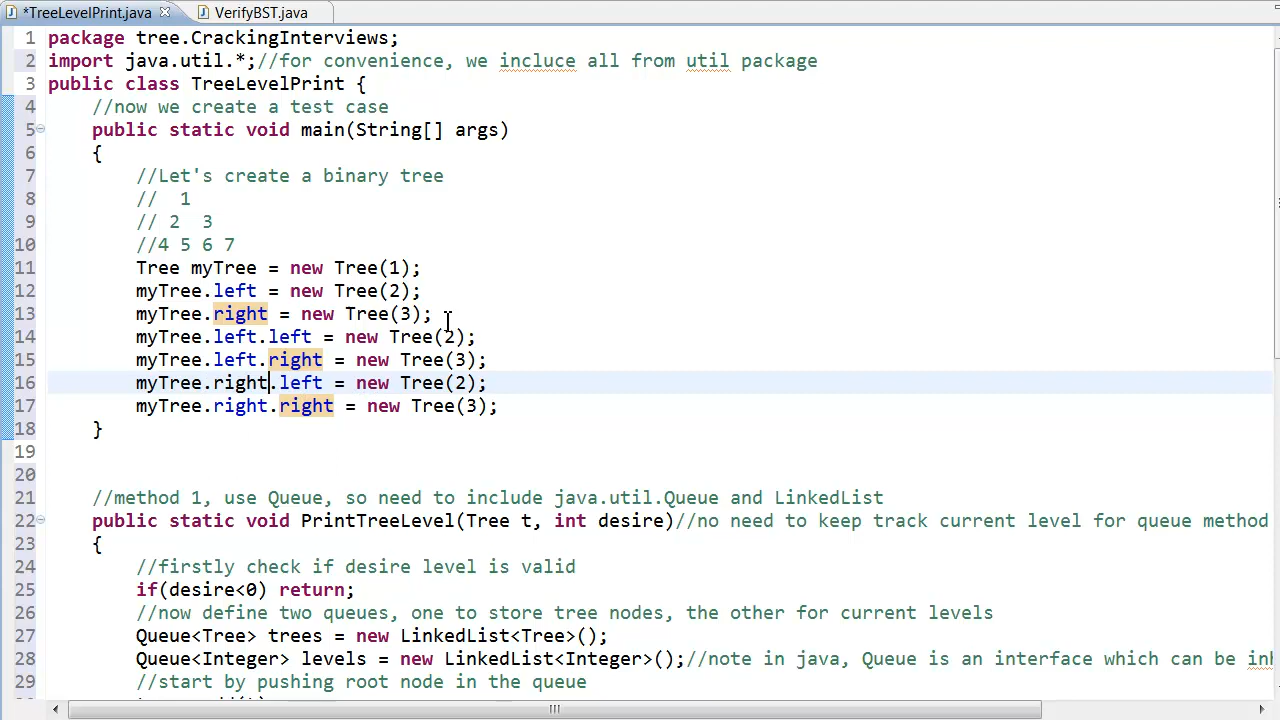 *TreeLevelPrint.java VerifyBST.java
1 package tree.CrackingInterviews;
2 import java.util.*;//for convenience, we incluce all from util package
3 public class TreeLevelPrint {
4 //now we create a test case
5 public static void main(String[] args)
6 {
7 //Let's create a binary tree
8 // 1
9 // 2 3
10 //4 5 6 7
11 Tree myTree = new Tree(1);
12 myTree.left = new Tree(2);
13 myTree.right = new Tree(3);
14 myTree.left.left = new Tree(2);
15 myTree.left.right = new Tree(3);
16 myTree.right.left = new Tree(2);
17 myTree.right.right = new Tree(3);
18 }
19
20
21 //method 1, use Queue, so need to include java.util.Queue and LinkedList
22 public static void PrintTreeLevel(Tree t, int desire)//no need to keep track current level for queue method
23 {
24 //firstly check if desire level is valid
25 if(desire<0) return;
26 //now define two queues, one to store tree nodes, the other for current levels
27 Queue<Tree> trees = new LinkedList<Tree>();
28 Queue<Integer> levels = new LinkedList<Integer>();//note in java, Queue is an interface which can be inh
29 //start by pushing root node in the queue